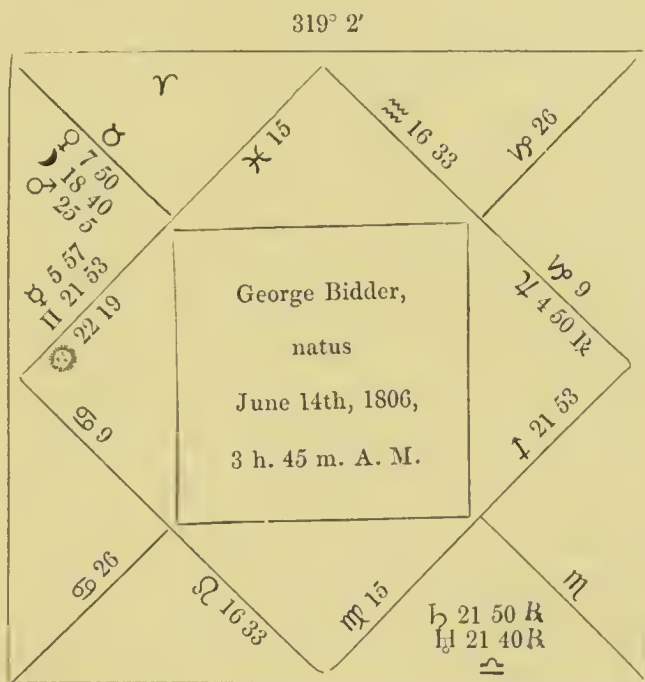 319° 2′
♈
♒ 16 33
♑ 26
♉
♀ 7 50
☽ 18 40
♂ 25 5
♓ 15
☿ 5 57
♊ 21 53
☉ 22 19
George Bidder,
natus
June 14th, 1806,
3 h. 45 m. A. M.
♑ 9
♃ 4 50 ℞
♐ 21 53
♋ 9
♋ 26
♌ 16 33
♍ 15
♄ 21 50 ℞
♅ 21 40 ℞
♎
♏